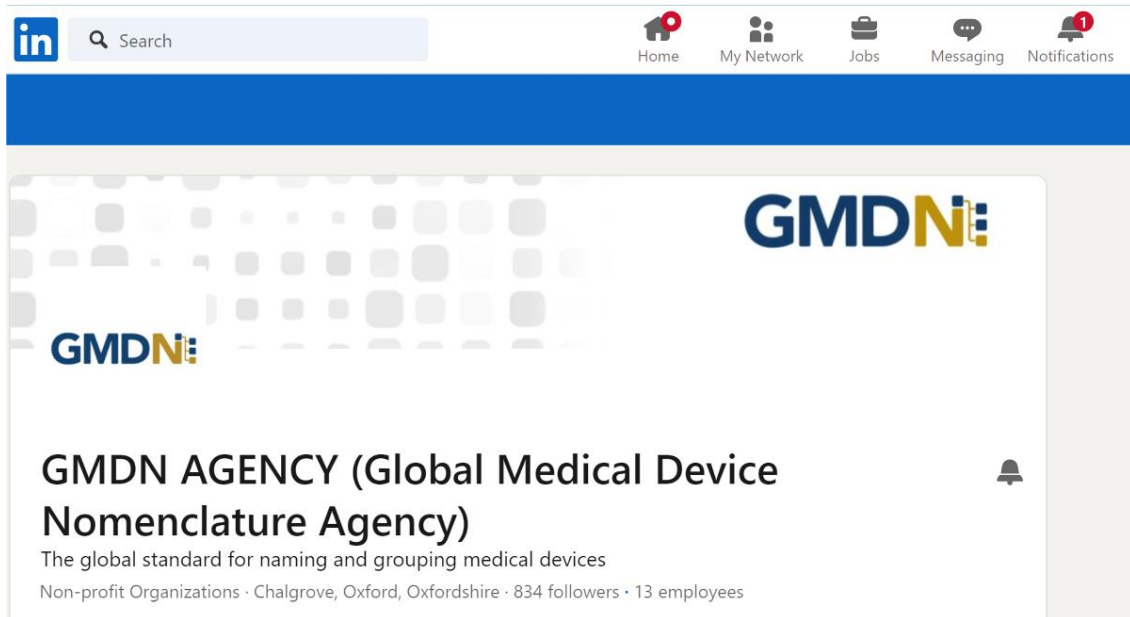 in Search
1
Home My Network Jobs Messaging Notifications
GMDN
GMDN
GMDN AGENCY (Global Medical Device
Nomenclature Agency)
The global standard for naming and grouping medical devices
Non-profit Organizations · Chalgrove, Oxford, Oxfordshire · 834 followers · 13 employees